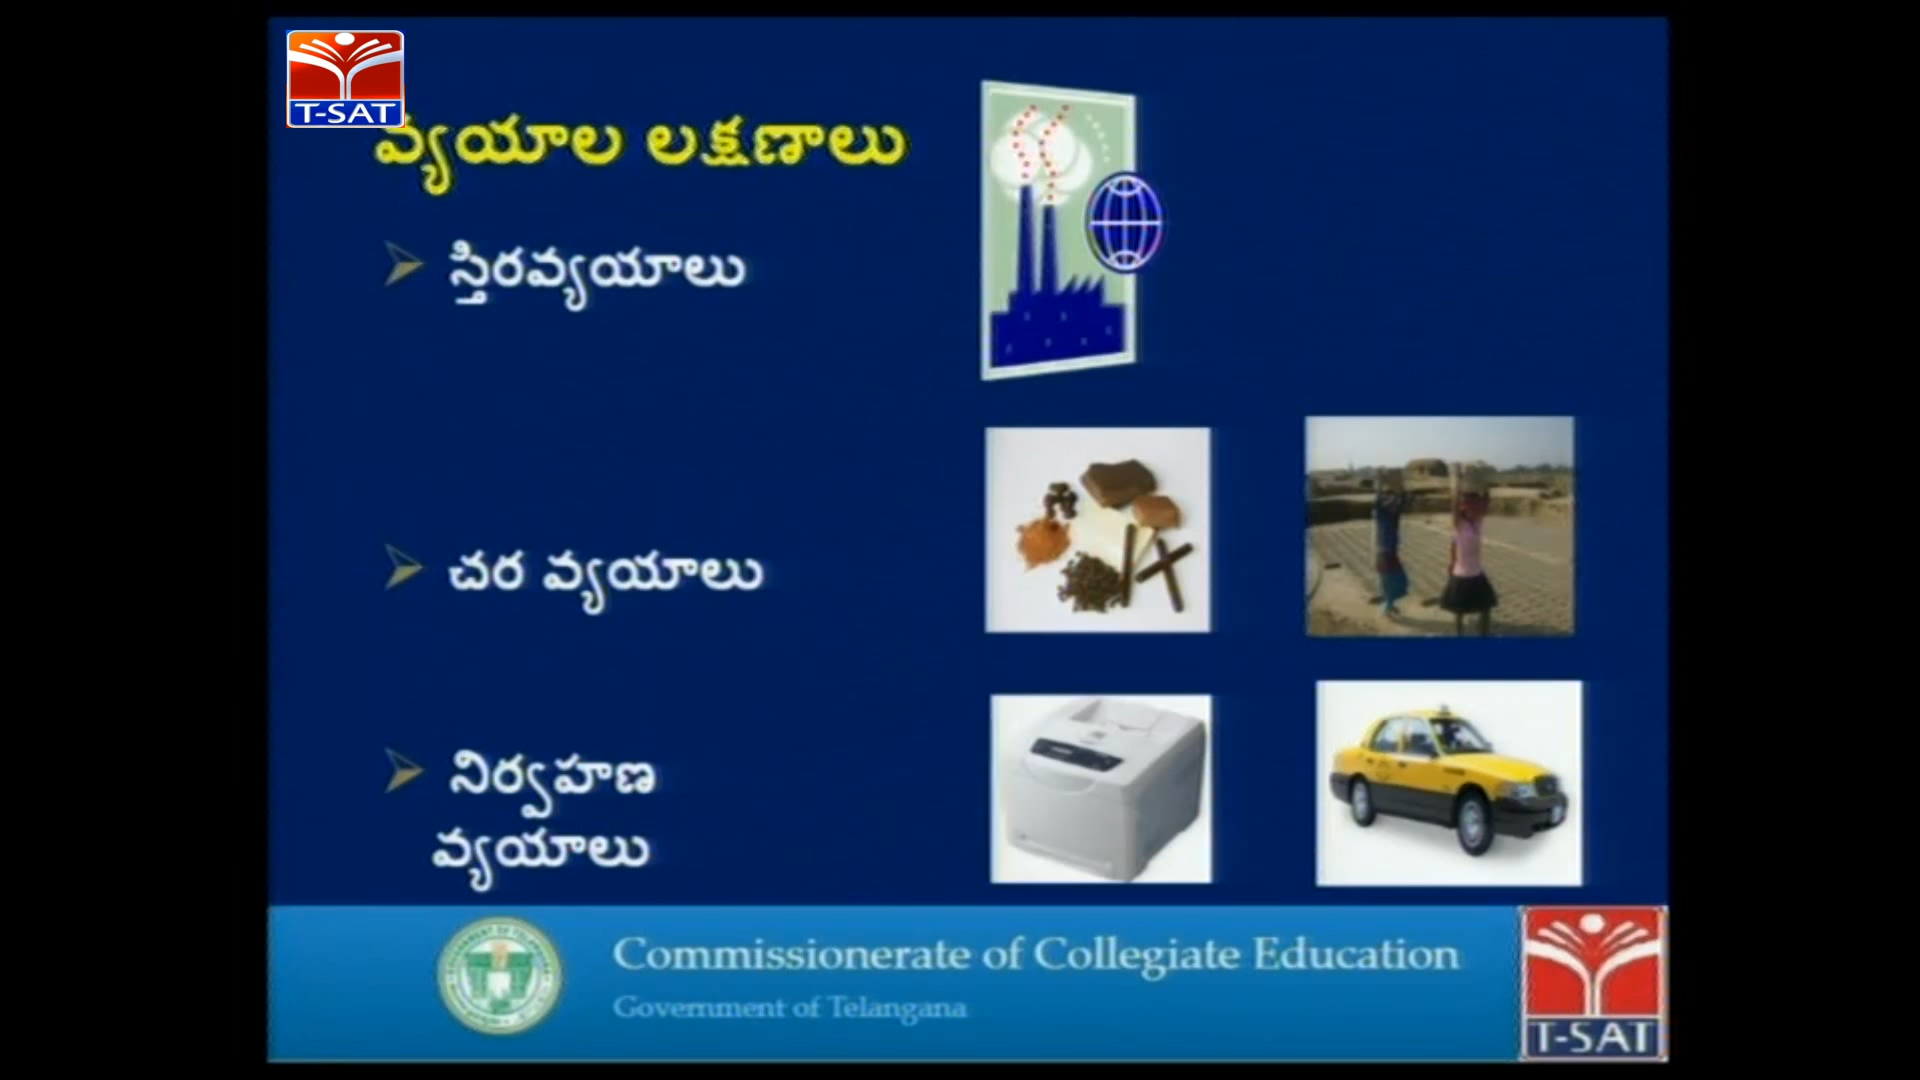 T-SAT
వ్యయాల లక్షణాలు
స్తిరవ్యయాలు
చర వ్యయాలు
నిర్వహణ
వ్యయాలు
Commissionerate of Collegiate Education
Government of Telangana
T-SAT